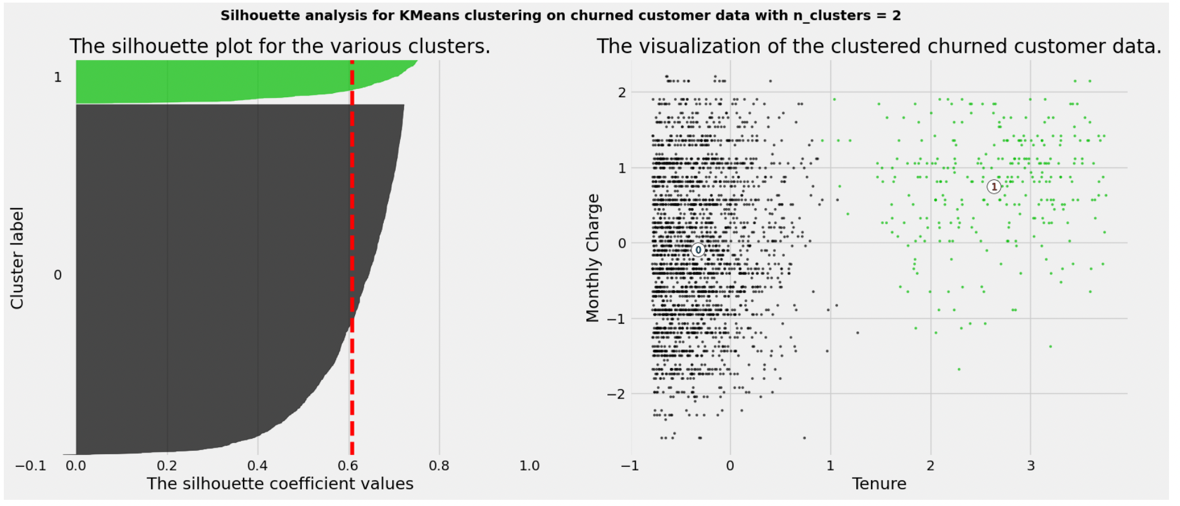 Silhouette analysis for KMeans clustering on churned customer data with n_clusters = 2
The silhouette plot for the various clusters.
Cluster label
1
0
−0.1 0.0 0.2 0.4 0.6 0.8 1.0
The silhouette coefficient values
The visualization of the clustered churned customer data.
Monthly Charge
2
1
0
−1
−2
1
0
−1 0 1 2 3
Tenure